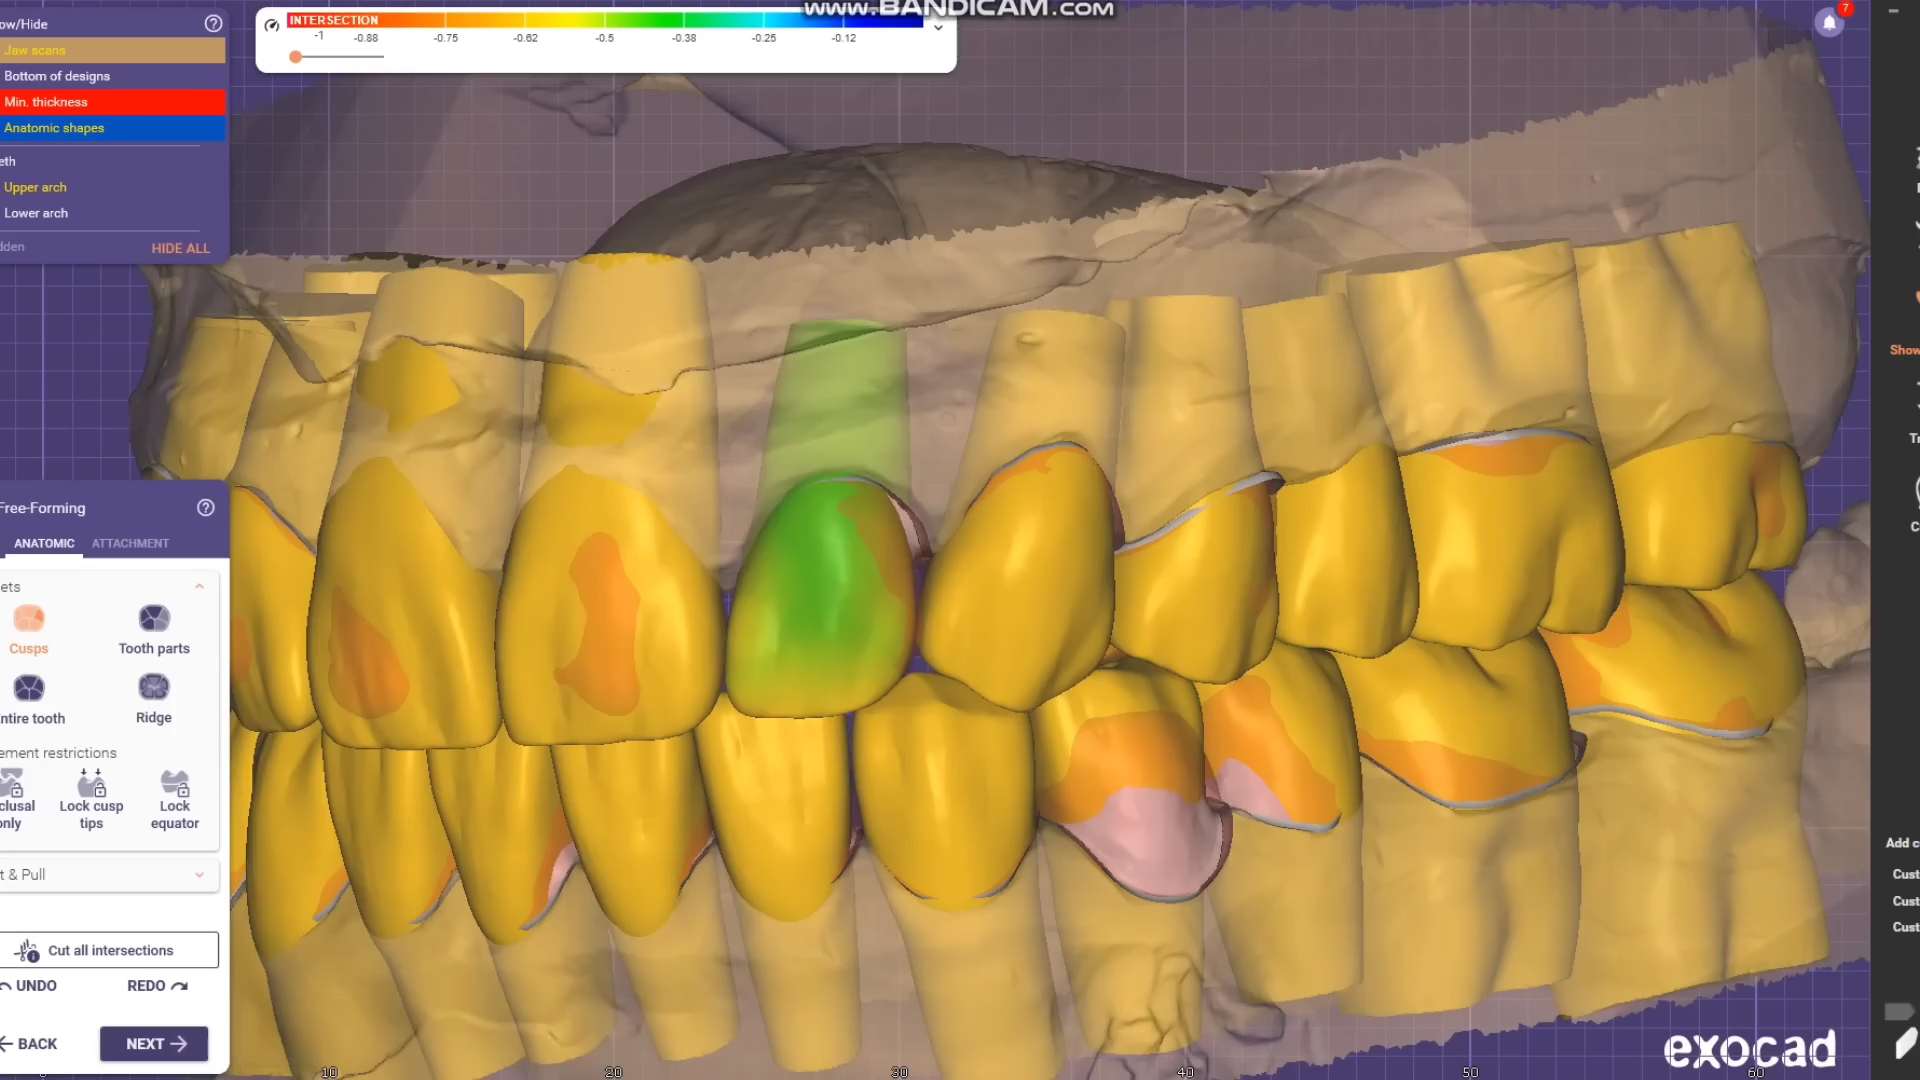 www.BANDICAM.COM
ow/Hide
Jaw scans
Bottom of designs
Min. thickness
Anatomic shapes
eth
Upper arch
Lower arch
dden
HIDE ALL
INTERSECTION
-1
-0.88
-0.75
-0.62
-0.5
-0.38
-0.25
-0.12
7
Free-Forming
ANATOMIC
ATTACHMENT
ets
Cusps
Tooth parts
ntire tooth
Ridge
ement restrictions
clusal
only
Lock cusp
tips
Lock
equator
t & Pull
Cut all intersections
UNDO
REDO
BACK
NEXT
Show
Tr
C
Add cu
Cust
Cust
Cust
exocad
10
20
30
40
50
60